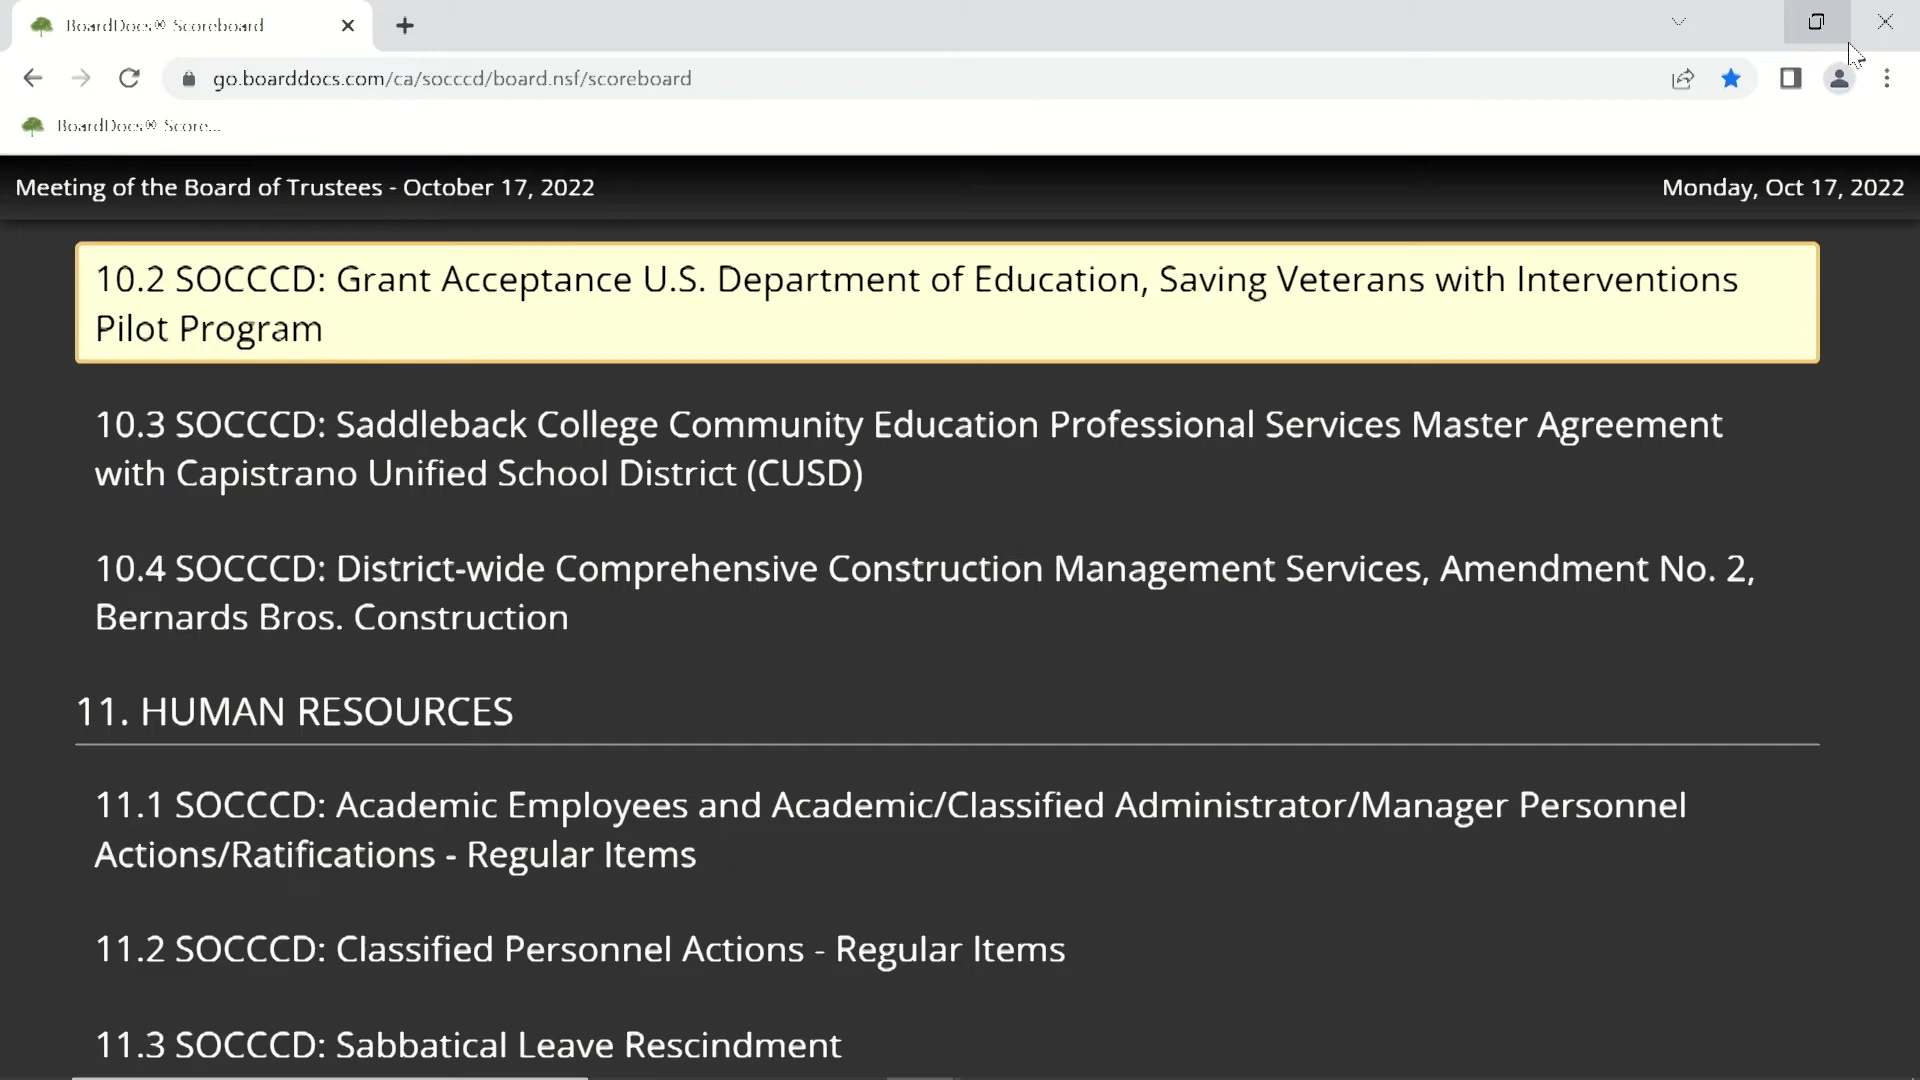 BoardDocs® Scoreboard
go.boarddocs.com/ca/socccd/board.nsf/scoreboard
BoardDocs® Score...
Meeting of the Board of Trustees - October 17, 2022
Monday, Oct 17, 2022
10.2 SOCCCD: Grant Acceptance U.S. Department of Education, Saving Veterans with Interventions
Pilot Program
10.3 SOCCCD: Saddleback College Community Education Professional Services Master Agreement
with Capistrano Unified School District (CUSD)
10.4 SOCCCD: District-wide Comprehensive Construction Management Services, Amendment No. 2,
Bernards Bros. Construction
11. HUMAN RESOURCES
11.1 SOCCCD: Academic Employees and Academic/Classified Administrator/Manager Personnel
Actions/Ratifications - Regular Items
11.2 SOCCCD: Classified Personnel Actions - Regular Items
11.3 SOCCCD: Sabbatical Leave Rescindment